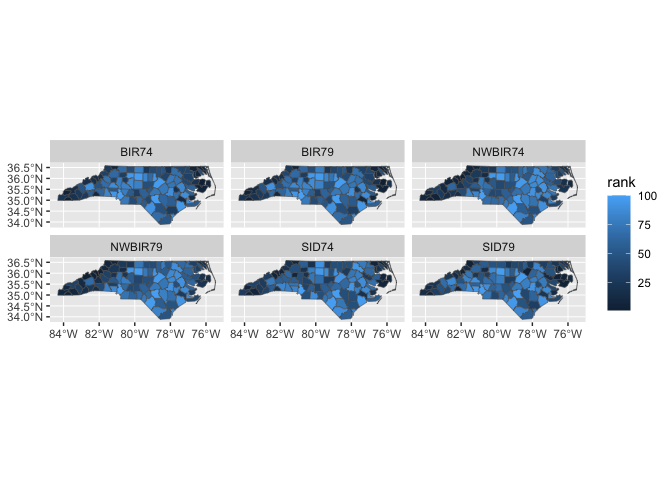 BIR74 BIR79 NWBIR74
36.5°N
36.0°N
35.5°N
35.0°N
34.5°N
34.0°N
NWBIR79 SID74 SID79
36.5°N
36.0°N
35.5°N
35.0°N
34.5°N
34.0°N
84°W 82°W 80°W 78°W 76°W 84°W 82°W 80°W 78°W 76°W 84°W 82°W 80°W 78°W 76°W
rank
100
75
50
25